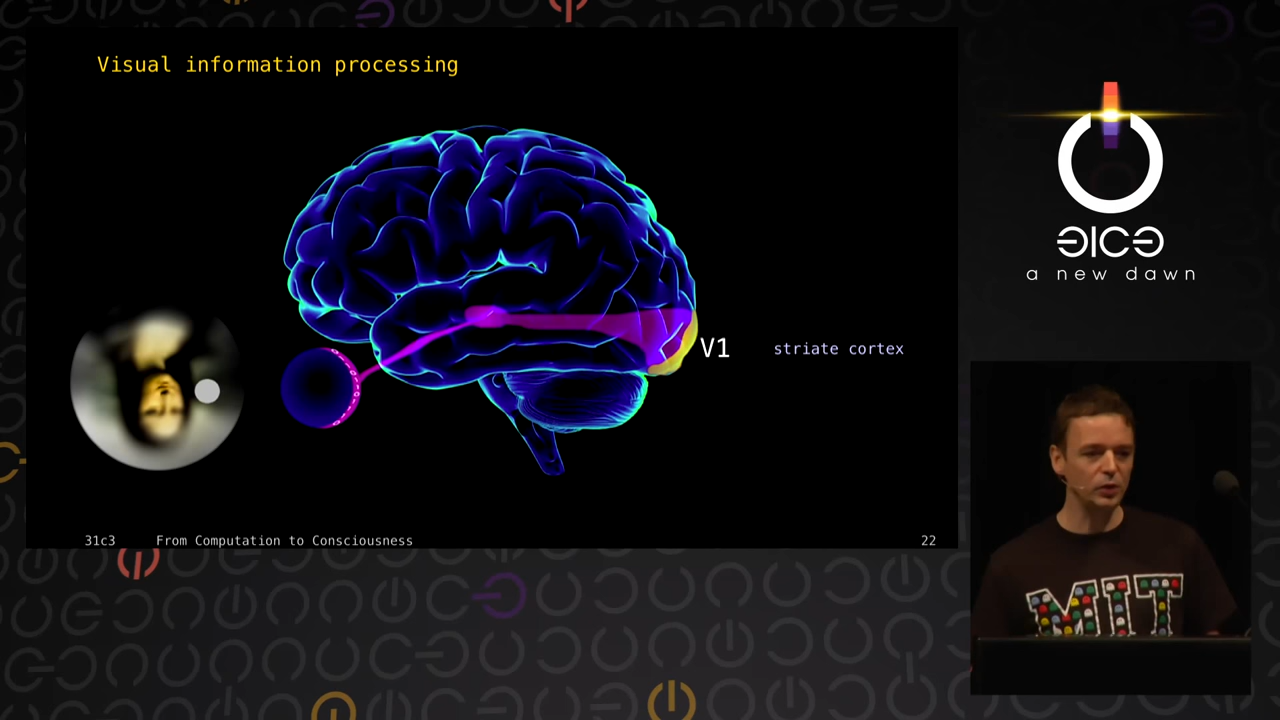 Visual information processing
V1
striate cortex
31c3 From Computation to Consciousness 22
a new dawn
MIT